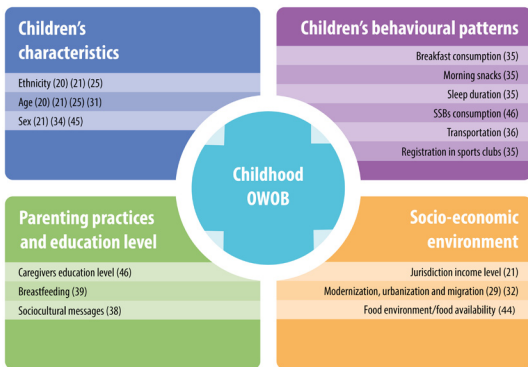 Children's
characteristics
Ethnicity (20) (21) (25)
Age (20) (21) (25) (31)
Sex (21) (34) (45)
Children's behavioural patterns
Breakfast consumption (35)
Morning snacks (35)
Sleep duration (35)
SSBs consumption (46)
Transportation (36)
Registration in sports clubs (35)
Childhood
OWOB
Parenting practices
and education level
Caregivers education level (46)
Breastfeeding (39)
Sociocultural messages (38)
Socio-economic
environment
Jurisdiction income level (21)
Modernization, urbanization and migration (29) (32)
Food environment/food availability (44)